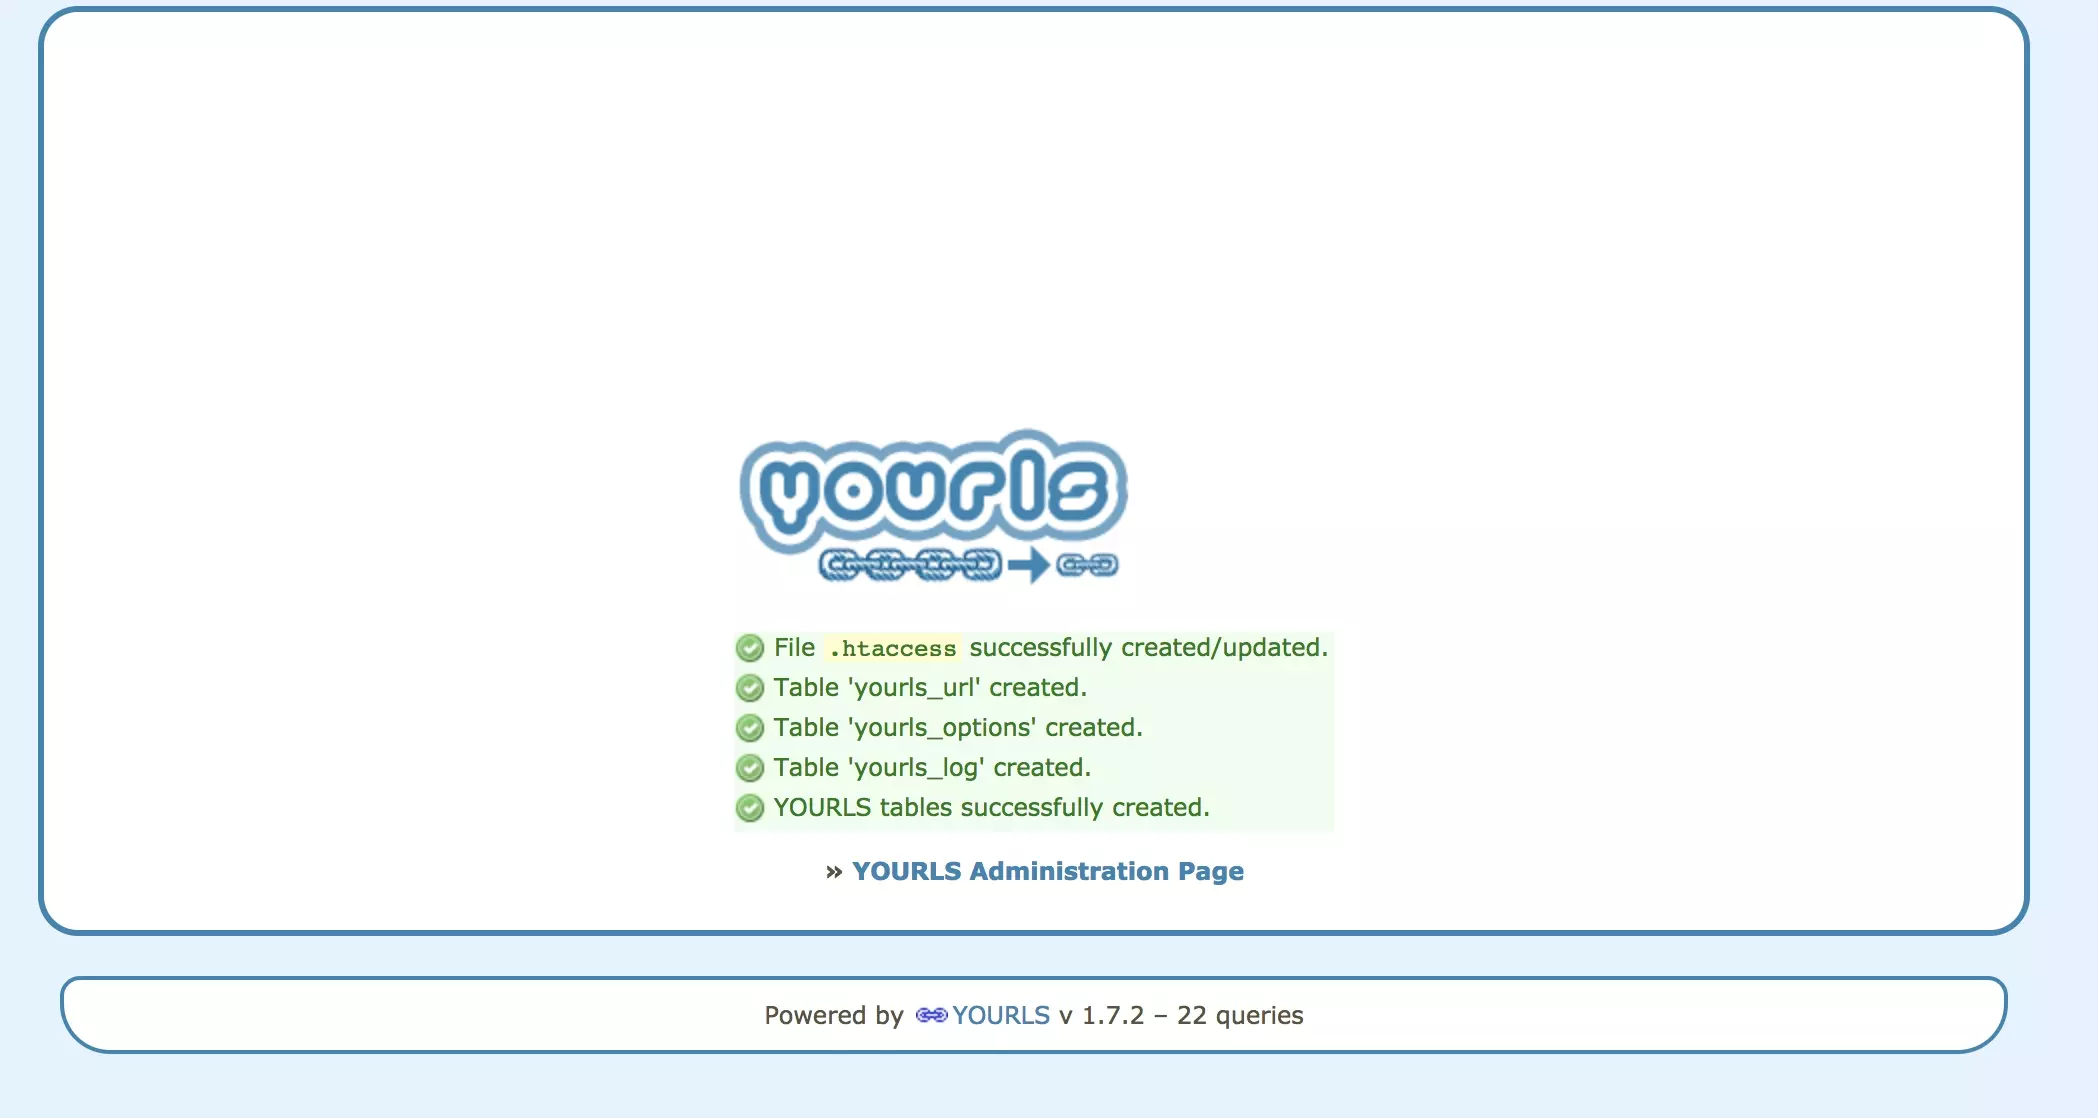 yourls
File .htaccess successfully created/updated.
Table 'yourls_url' created.
Table 'yourls_options' created.
Table 'yourls_log' created.
YOURLS tables successfully created.
» YOURLS Administration Page
Powered by YOURLS v 1.7.2 – 22 queries